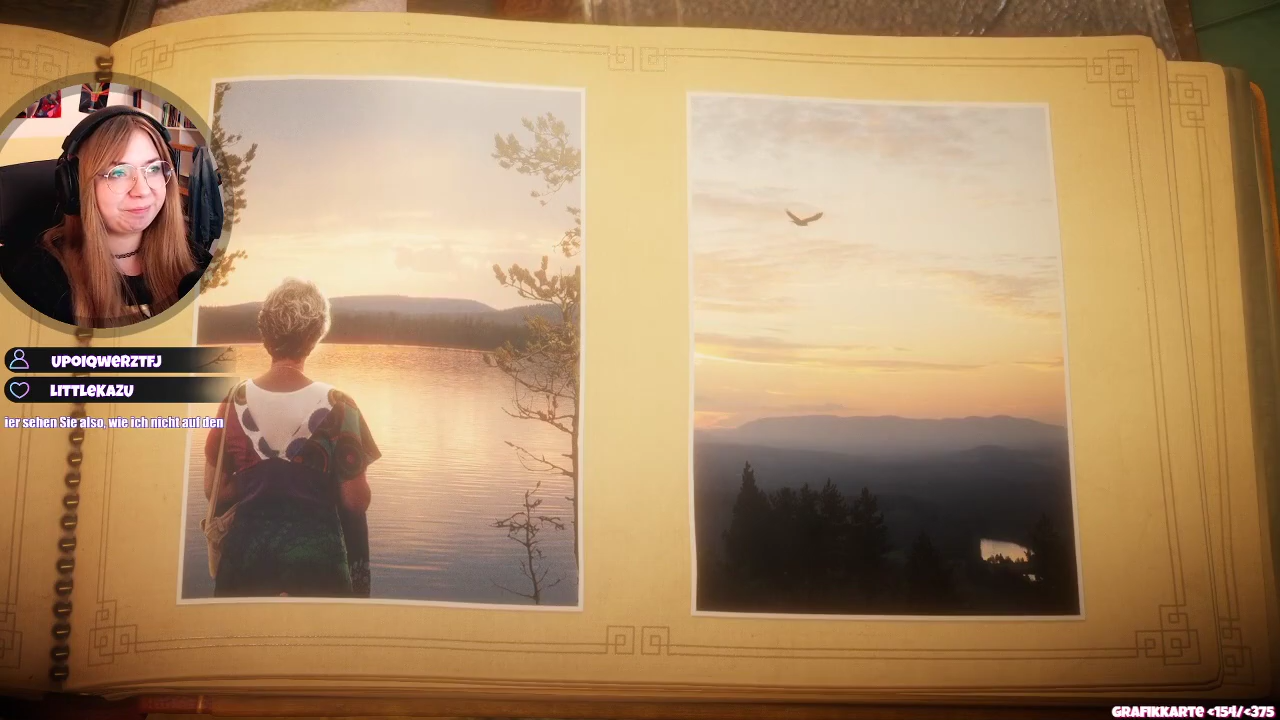 UPOIQWERZTFJ
LITTLEKAZU
ier sehen Sie also, wie ich nicht auf den
GRAFIKKARTE <154/<375